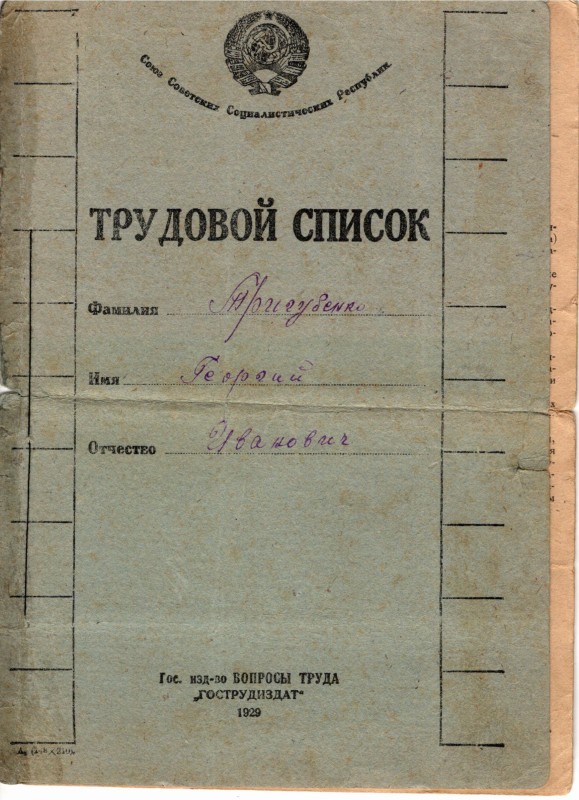 Союз Советских Социалистических Республик
ТРУДОВОЙ СПИСОК
Фамилия Тригубенко
Имя Георгий
Отчество Иванович
Гос. изд-во ВОПРОСЫ ТРУДА
„ГОСТРУДИЗДАТ“
1929